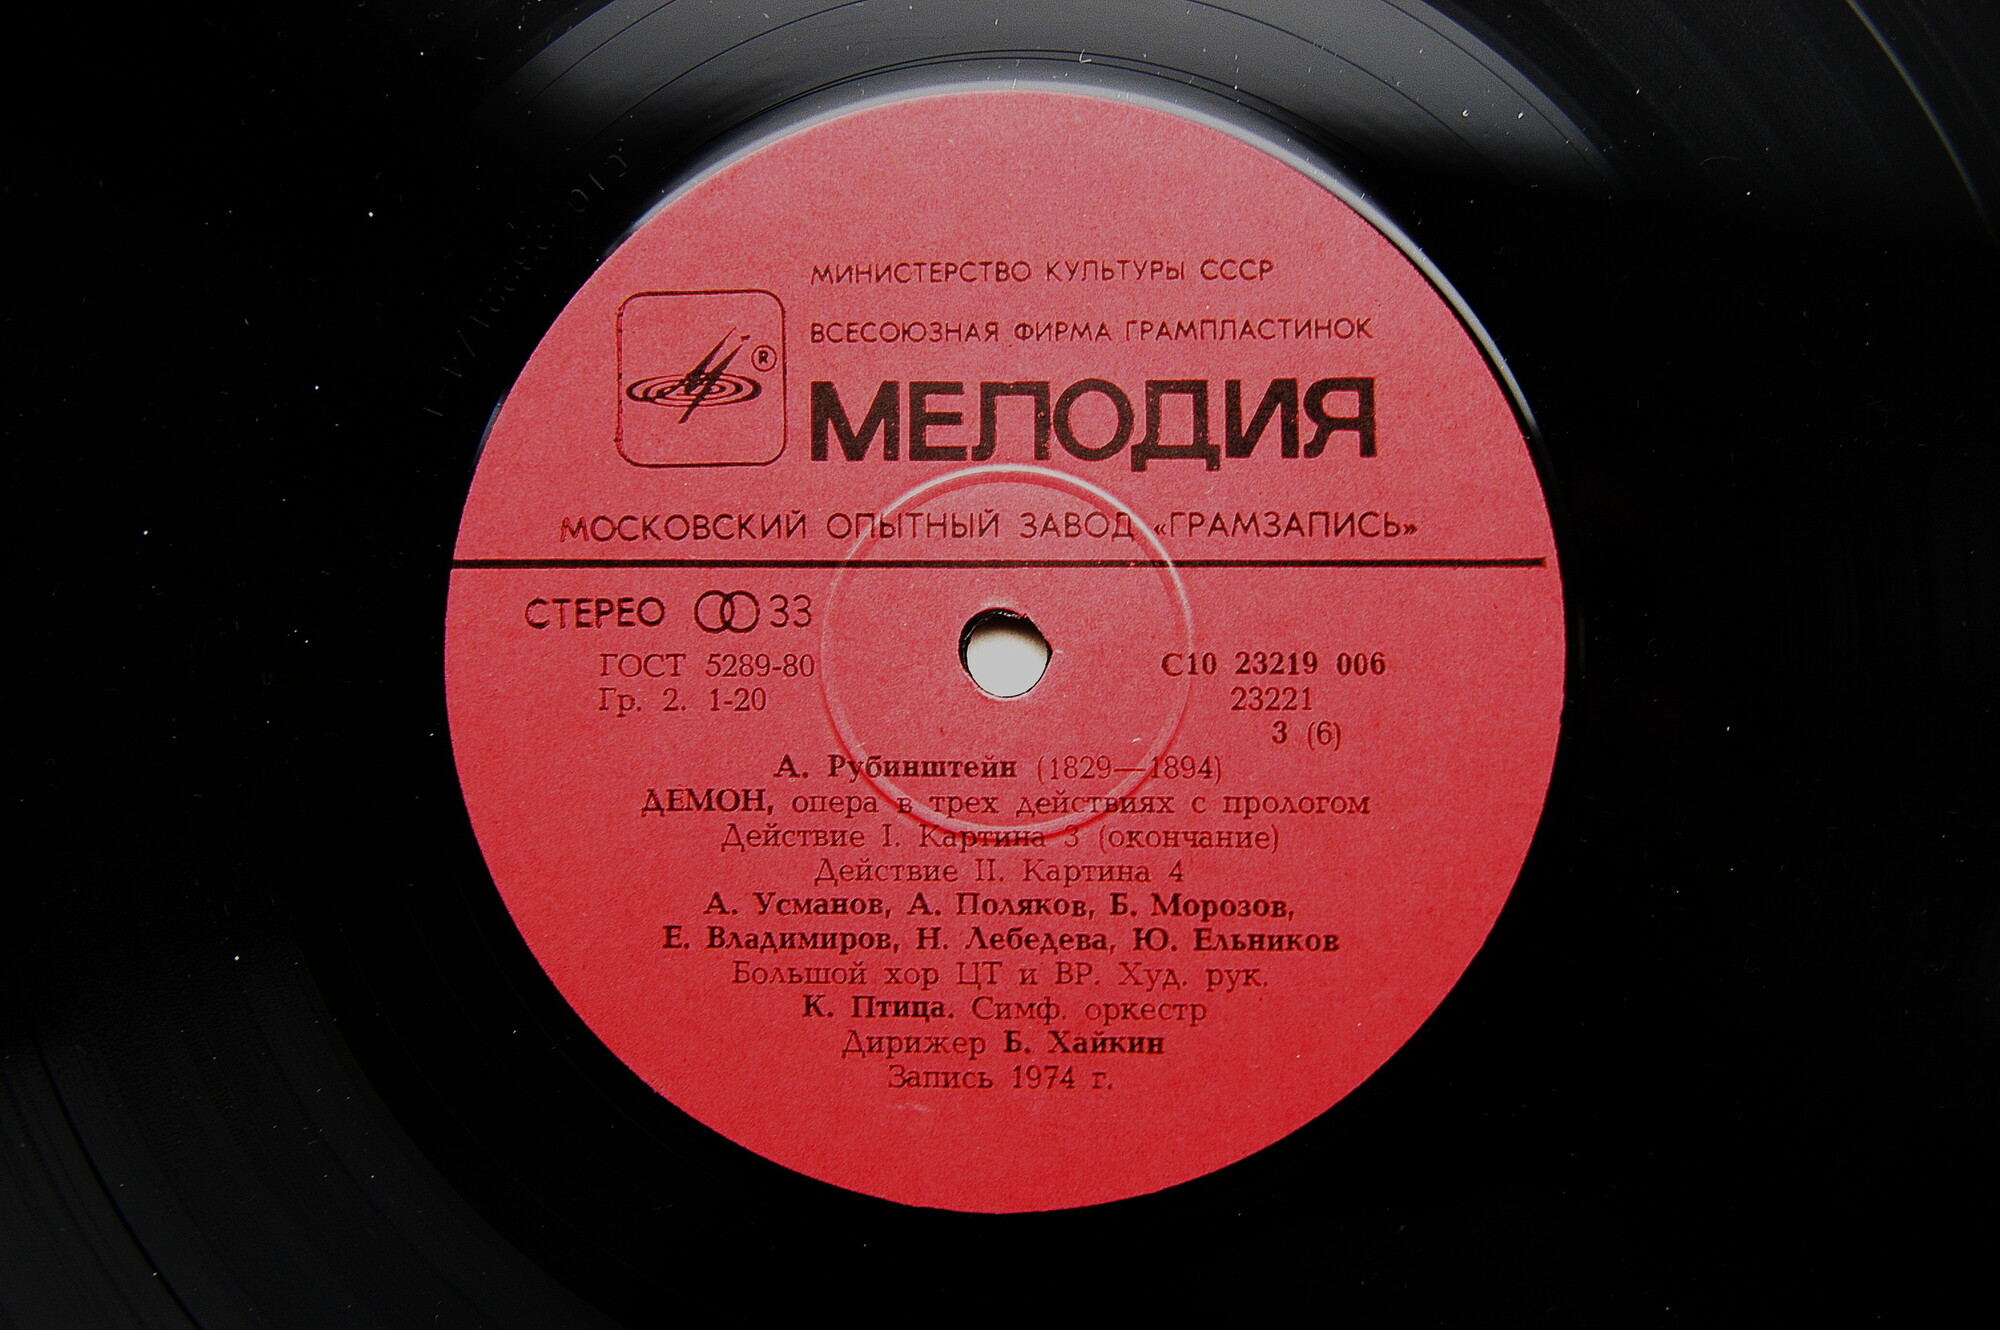 МИНИСТЕРСТВО КУЛЬТУРЫ СССР
ВСЕСОЮЗНАЯ ФИРМА ГРАМПЛАСТИНОК
®
МЕЛОДИЯ
МОСКОВСКИЙ ОПЫТНЫЙ ЗАВОД «ГРАМЗАПИСЬ»
СТЕРЕО 33
ГОСТ 5289-80 С10 23219 006
Гр. 2. 1-20 23221
3 (6)
А. Рубинштейн (1829—1894)
ДЕМОН, опера в трех действиях с прологом
Действие I. Картина 3 (окончание)
Действие II. Картина 4
А. Усманов, А. Поляков, Б. Морозов,
Е. Владимиров, Н. Лебедева, Ю. Ельников
Большой хор ЦТ и ВР. Худ. рук.
К. Птица. Симф. оркестр
Дирижер Б. Хайкин
Запись 1974 г.